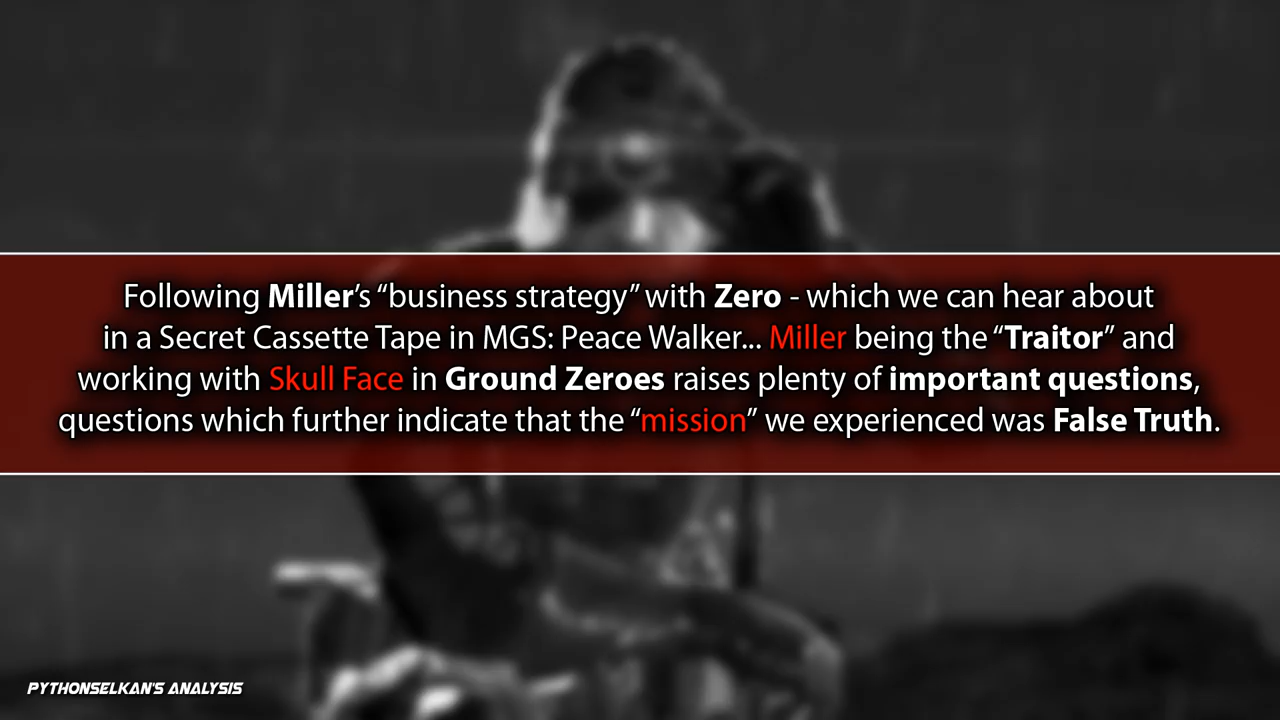 Following Miller's “business strategy” with Zero - which we can hear about
in a Secret Cassette Tape in MGS: Peace Walker... Miller being the “Traitor” and
working with Skull Face in Ground Zeroes raises plenty of important questions,
questions which further indicate that the “mission” we experienced was False Truth.
PYTHONSELKAN'S ANALYSIS